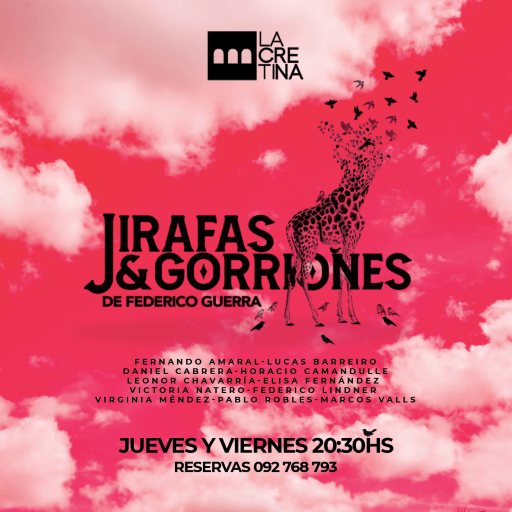 LA
CRE
TINA
JIRAFAS
&GORRIONES
DE FEDERICO GUERRA
FERNANDO AMARAL-LUCAS BARREIRO
DANIEL CABRERA-HORACIO CAMANDULLE
LEONOR CHAVARRÍA-ELISA FERNÁNDEZ
VICTORIA NATERO-FEDERICO LINDNER
VIRGINIA MÉNDEZ-PABLO ROBLES-MARCOS VALLS
JUEVES Y VIERNES 20:30HS
RESERVAS 092 768 793